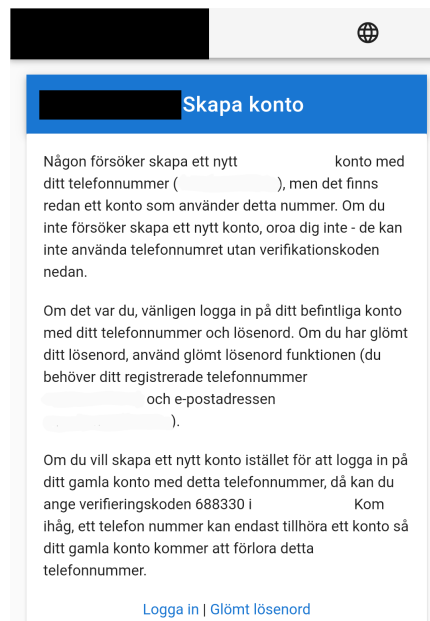 Skapa konto
Någon försöker skapa ett nytt konto med
ditt telefonnummer ( ), men det finns
redan ett konto som använder detta nummer. Om du
inte försöker skapa ett nytt konto, oroa dig inte - de kan
inte använda telefonnumret utan verifikationskoden
nedan.
Om det var du, vänligen logga in på ditt befintliga konto
med ditt telefonnummer och lösenord. Om du har glömt
ditt lösenord, använd glömt lösenord funktionen (du
behöver ditt registrerade telefonnummer
och e-postadressen
).
Om du vill skapa ett nytt konto istället för att logga in på
ditt gamla konto med detta telefonnummer, då kan du
ange verifieringskoden 688330 i Kom
ihåg, ett telefon nummer kan endast tillhöra ett konto så
ditt gamla konto kommer att förlora detta
telefonnummer.
Logga in | Glömt lösenord